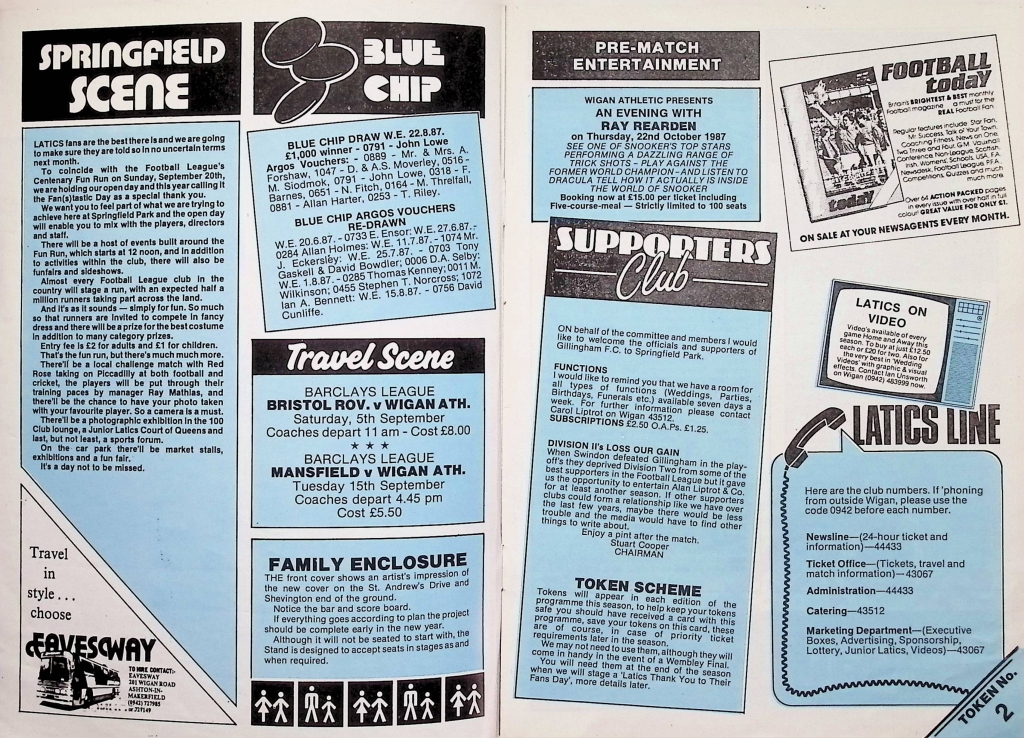 SPRINGFIELD
SCENE
LATICS fans are the best there is and we are going
to make sure they are told so in no uncertain terms
next month.
To coincide with the Football League's
Centenary Fun Run on Sunday, September 20th,
we are holding our open day and this year calling it
the Fan(s)tastic Day as a special thank you.
We want you to feel part of what we are trying to
achieve here at Springfield Park and the open day
will enable you to mix with the players, directors
and staff.
There will be a host of events built around the
Fun Run, which starts at 12 noon, and in addition
to activities within the club, there will also be
funfairs and sideshows.
Almost every Football League club in the
country will stage a run, with an expected half a
million runners taking part across the land.
And it's as it sounds — simply for fun. So much
so that runners are invited to compete in fancy
dress and there will be a prize for the best costume
in addition to many category prizes.
Entry fee is £2 for adults and £1 for children.
That's the fun run, but there's much much more.
There'll be a local challenge match with Red
Rose taking on Piccadilly at both football and
cricket, the players will be put through their
training paces by manager Ray Mathias, and
there'll be the chance to have your photo taken
with your favourite player. So a camera is a must.
There'll be a photographic exhibition in the 100
Club lounge, a Junior Latics Court of Queens and
last, but not least, a sports forum.
On the car park there'll be market stalls,
exhibitions and a fun fair.
It's a day not to be missed.
Travel
in
style...
choose
EAVESWAY
TO HIRE CONTACT:-
EAVESWAY
201 WIGAN ROAD
ASHTON-IN-
MAKERFIELD
(0942) 727985
or 729149
BLUE
CHIP
BLUE CHIP DRAW W.E. 22.8.87.
£1,000 winner - 0791 - John Lowe
Argos Vouchers: - 0889 - Mr. & Mrs. A.
Forshaw, 1047 - D. & A.S. Moverley, 0516 -
M. Siodmok, 0791 - John Lowe, 0318 - F.
Barnes, 0651 - N. Fitch, 0164 - M. Threlfall,
0881 - Allan Harter, 0253 - T. Riley.
BLUE CHIP ARGOS VOUCHERS
RE-DRAWN
W.E. 20.6.87. - 0733 E. Ensor: W.E. 27.6.87. -
0284 Allan Holmes: W.E. 11.7.87. - 1074 Mr.
J. Eckersley: W.E. 25.7.87. - 0703 Tony
Gaskell & David Bowdler; 0006 D.A. Selby:
W.E. 1.8.87. - 0285 Thomas Kenney; 0011 M.
Wilkinson; 0455 Stephen T. Norcross; 1072
Ian A. Bennett: W.E. 15.8.87. - 0756 David
Cunliffe.
Travel Scene
BARCLAYS LEAGUE
BRISTOL ROV. v WIGAN ATH.
Saturday, 5th September
Coaches depart 11 am - Cost £8.00
★ ★ ★
BARCLAYS LEAGUE
MANSFIELD v WIGAN ATH.
Tuesday 15th September
Coaches depart 4.45 pm
Cost £5.50
FAMILY ENCLOSURE
THE front cover shows an artist's impression of
the new cover on the St. Andrew's Drive and
Shevington end of the ground.
Notice the bar and score board.
If everything goes according to plan the project
should be complete early in the new year.
Although it will not be seated to start with, the
Stand is designed to accept seats in stages as and
when required.
PRE-MATCH
ENTERTAINMENT
WIGAN ATHLETIC PRESENTS
AN EVENING WITH
RAY REARDEN
on Thursday, 22nd October 1987
SEE ONE OF SNOOKER'S TOP STARS
PERFORMING A DAZZLING RANGE OF
TRICK SHOTS - PLAY AGAINST THE
FORMER WORLD CHAMPION - AND LISTEN TO
DRACULA TELL HOW IT ACTUALLY IS INSIDE
THE WORLD OF SNOOKER
Booking now at £15.00 per ticket including
Five-course-meal — Strictly limited to 100 seats
SUPPORTERS
Club
ON behalf of the committee and members I would
like to welcome the officials and supporters of
Gillingham F.C. to Springfield Park.
FUNCTIONS
I would like to remind you that we have a room for
all types of functions (Weddings, Parties,
Birthdays, Funerals etc.) available seven days a
week. For further information please contact
Carol Liptrot on Wigan 43512.
SUBSCRIPTIONS £2.50 O.A.Ps. £1.25.
DIVISION II's LOSS OUR GAIN
When Swindon defeated Gillingham in the play-
off's they deprived Division Two from some of the
best supporters in the Football League but it gave
us the opportunity to entertain Alan Liptrot & Co.
for at least another season. If other supporters
clubs could form a relationship like we have over
the last few years, maybe there would be less
trouble and the media would have to find other
things to write about.
Enjoy a pint after the match.
Stuart Cooper
CHAIRMAN
TOKEN SCHEME
Tokens will appear in each edition of the
programme this season, to help keep your tokens
safe you should have received a card with this
programme, save your tokens on this card, these
are of course, in case of priority ticket
requirements later in the season.
We may not need to use them, although they will
come in handy in the event of a Wembley Final.
You will need them at the end of the season
when we will stage a 'Latics Thank You to Their
Fans Day', more details later.
FOOTBALL
today
Britain's BRIGHTEST & BEST monthly
football magazine a must for the
REAL Football Fan.
Regular features include: Star Fan,
Mr Success, Talk of Your Town,
Coaching, Fitness, News on One,
Two, Three and Four, G.M. Vauxhall
Conference, Non-League, Scottish,
Irish, Women's, Schools, USA, F.A.
Newsdesk, Football League, P.F.A.,
Competitions, Quizzes and much
much more.
Over 64 ACTION PACKED pages
in every issue with over half in full
colour! GREAT VALUE FOR ONLY £1.
today
ON SALE AT YOUR NEWSAGENTS EVERY MONTH.
LATICS ON
VIDEO
Video's available of every
game Home and Away this
season. To buy at just £12.50
each or £20 for two. Also for
the very best in 'Wedding
Videos' with graphic & visual
effects. Contact Ian Unsworth
on Wigan (0942) 483999 now.
LATICS LINE
Here are the club numbers. If 'phoning
from outside Wigan, please use the
code 0942 before each number.
Newsline—(24-hour ticket and
information)—44433
Ticket Office—(Tickets, travel and
match information)—43067
Administration—44433
Catering—43512
Marketing Department—(Executive
Boxes, Advertising, Sponsorship,
Lottery, Junior Latics, Videos)—43067
TOKEN No.
2